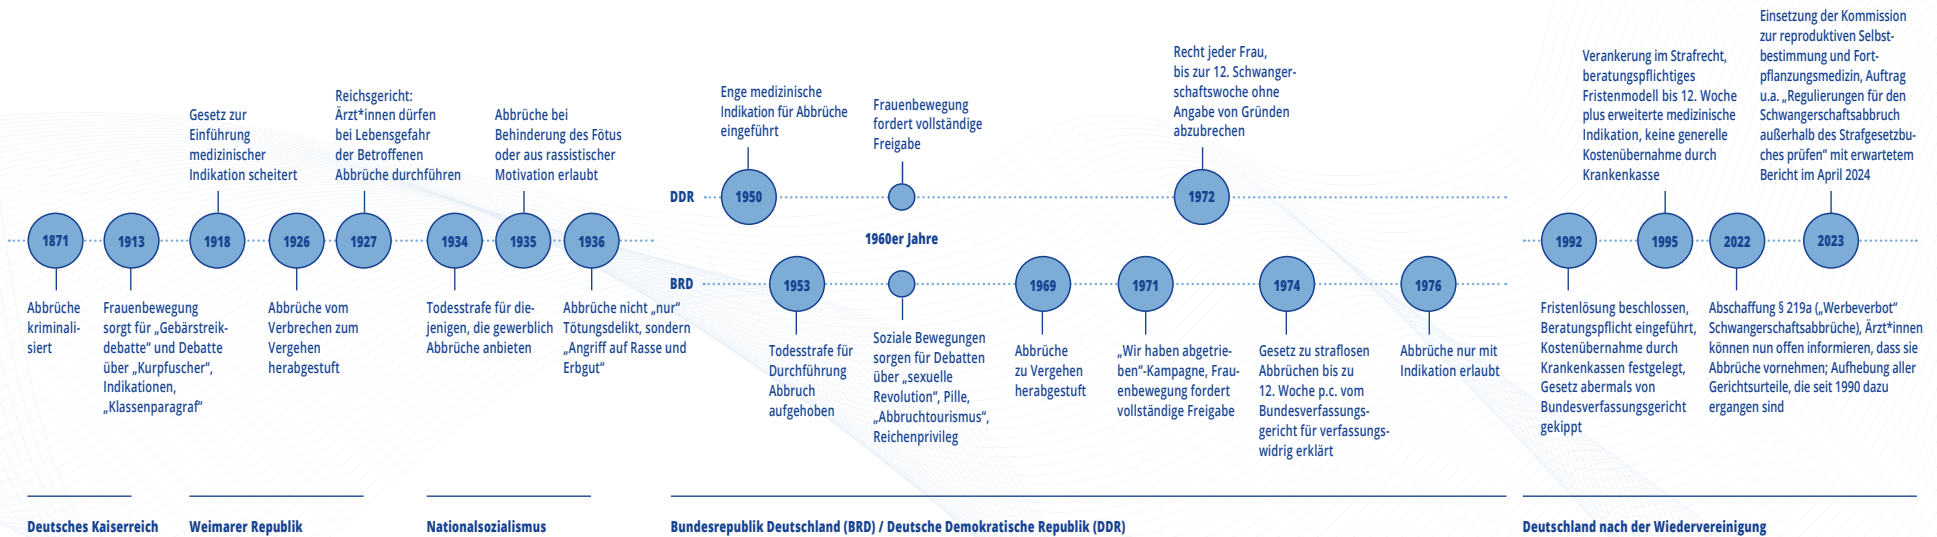 Gesetz zur
Einführung
medizinischer
Indikation scheitert
Reichsgericht:
Ärzt*innen dürfen
bei Lebensgefahr
der Betroffenen
Abbrüche durchführen
Abbrüche bei
Behinderung des Fötus
oder aus rassistischer
Motivation erlaubt
1871
1913
1918
1926
1927
1934
1935
1936
Abbrüche
kriminali-
siert
Frauenbewegung
sorgt für „Gebärstreik-
debatte“ und Debatte
über „Kurpfuscher“,
Indikationen,
„Klassenparagraf“
Abbrüche vom
Verbrechen zum
Vergehen
herabgestuft
Todesstrafe für die-
jenigen, die gewerblich
Abbrüche anbieten
Abbrüche nicht „nur“
Tötungsdelikt, sondern
„Angriff auf Rasse und
Erbgut“
Enge medizinische
Indikation für Abbrüche
eingeführt
Frauenbewegung
fordert vollständige
Freigabe
Recht jeder Frau,
bis zur 12. Schwanger-
schaftswoche ohne
Angabe von Gründen
abzubrechen
DDR
1950
1972
1960er Jahre
BRD
1953
1969
1971
1974
1976
Todesstrafe für
Durchführung
Abbruch
aufgehoben
Soziale Bewegungen
sorgen für Debatten
über „sexuelle
Revolution“, Pille,
„Abbruchtourismus“,
Reichenprivileg
Abbrüche
zu Vergehen
herabgestuft
„Wir haben abgetrie-
ben“-Kampagne, Frau-
enbewegung fordert
vollständige Freigabe
Gesetz zu straflosen
Abbrüchen bis zu
12. Woche p.c. vom
Bundesverfassungs-
gericht für verfassungs-
widrig erklärt
Abbrüche nur mit
Indikation erlaubt
Verankerung im Strafrecht,
beratungspflichtiges
Fristenmodell bis 12. Woche
plus erweiterte medizinische
Indikation, keine generelle
Kostenübernahme durch
Krankenkasse
Einsetzung der Kommission
zur reproduktiven Selbst-
bestimmung und Fort-
pflanzungsmedizin, Auftrag
u.a. „Regulierungen für den
Schwangerschaftsabbruch
außerhalb des Strafgesetzbu-
ches prüfen“ mit erwartetem
Bericht im April 2024
1992
1995
2022
2023
Fristenlösung beschlossen,
Beratungspflicht eingeführt,
Kostenübernahme durch
Krankenkassen festgelegt,
Gesetz abermals von
Bundesverfassungsgericht
gekippt
Abschaffung § 219a („Werbeverbot“
Schwangerschaftsabbrüche), Ärzt*innen
können nun offen informieren, dass sie
Abbrüche vornehmen; Aufhebung aller
Gerichtsurteile, die seit 1990 dazu
ergangen sind
Deutsches Kaiserreich
Weimarer Republik
Nationalsozialismus
Bundesrepublik Deutschland (BRD) / Deutsche Demokratische Republik (DDR)
Deutschland nach der Wiedervereinigung